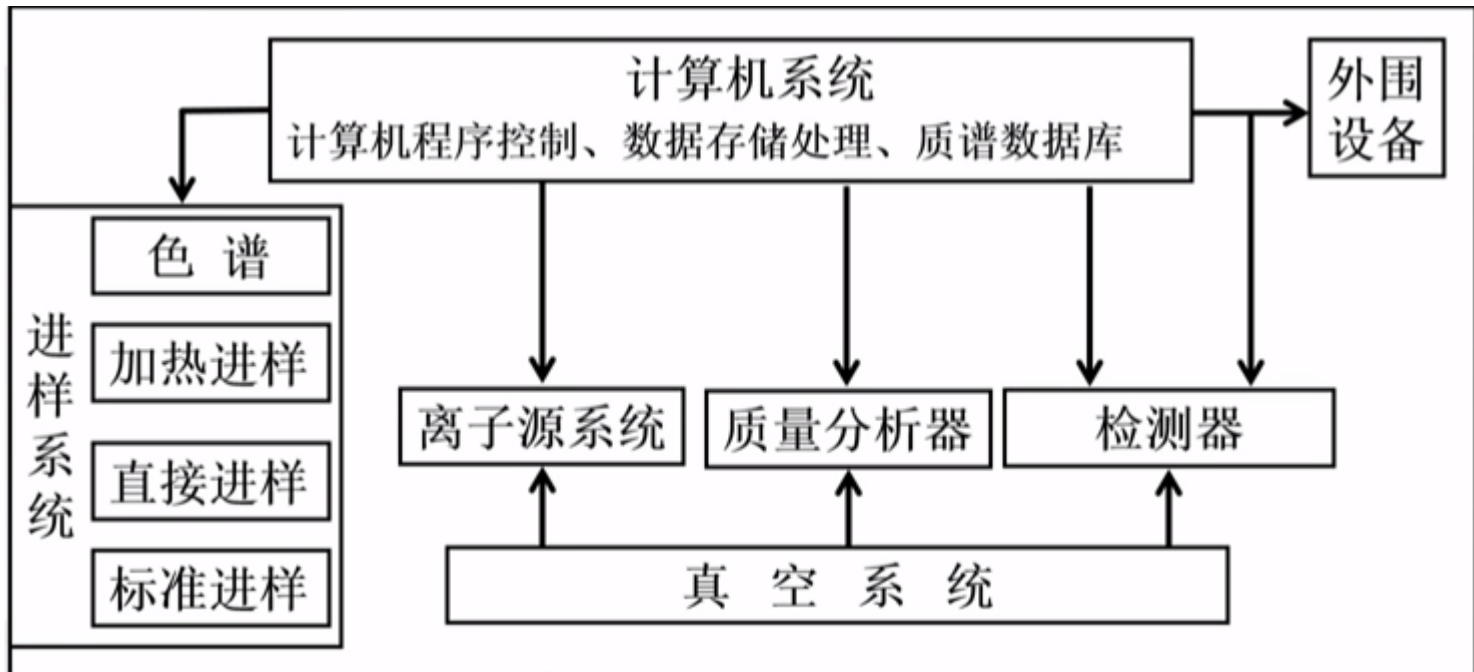 计算机系统
计算机程序控制、数据存储处理、质谱数据库
外围
设备
进样系统
色 谱
加热进样
直接进样
标准进样
离子源系统
质量分析器
检测器
真 空 系 统